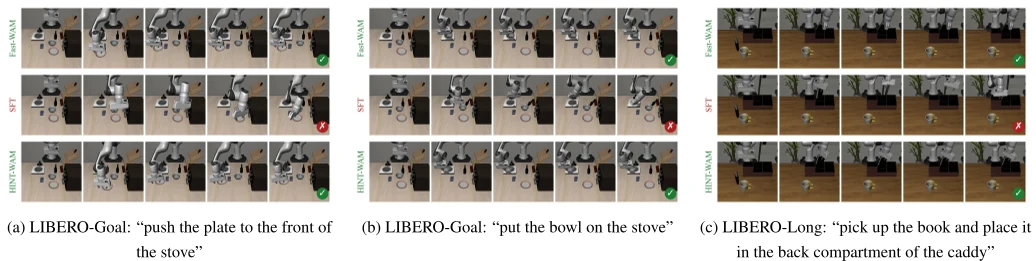 Fast-WAM
SFT
HINT-WAM
Fast-WAM
SFT
HINT-WAM
Fast-WAM
SFT
HINT-WAM
(a) LIBERO-Goal: “push the plate to the front of
the stove”
(b) LIBERO-Goal: “put the bowl on the stove”
(c) LIBERO-Long: “pick up the book and place it
in the back compartment of the caddy”